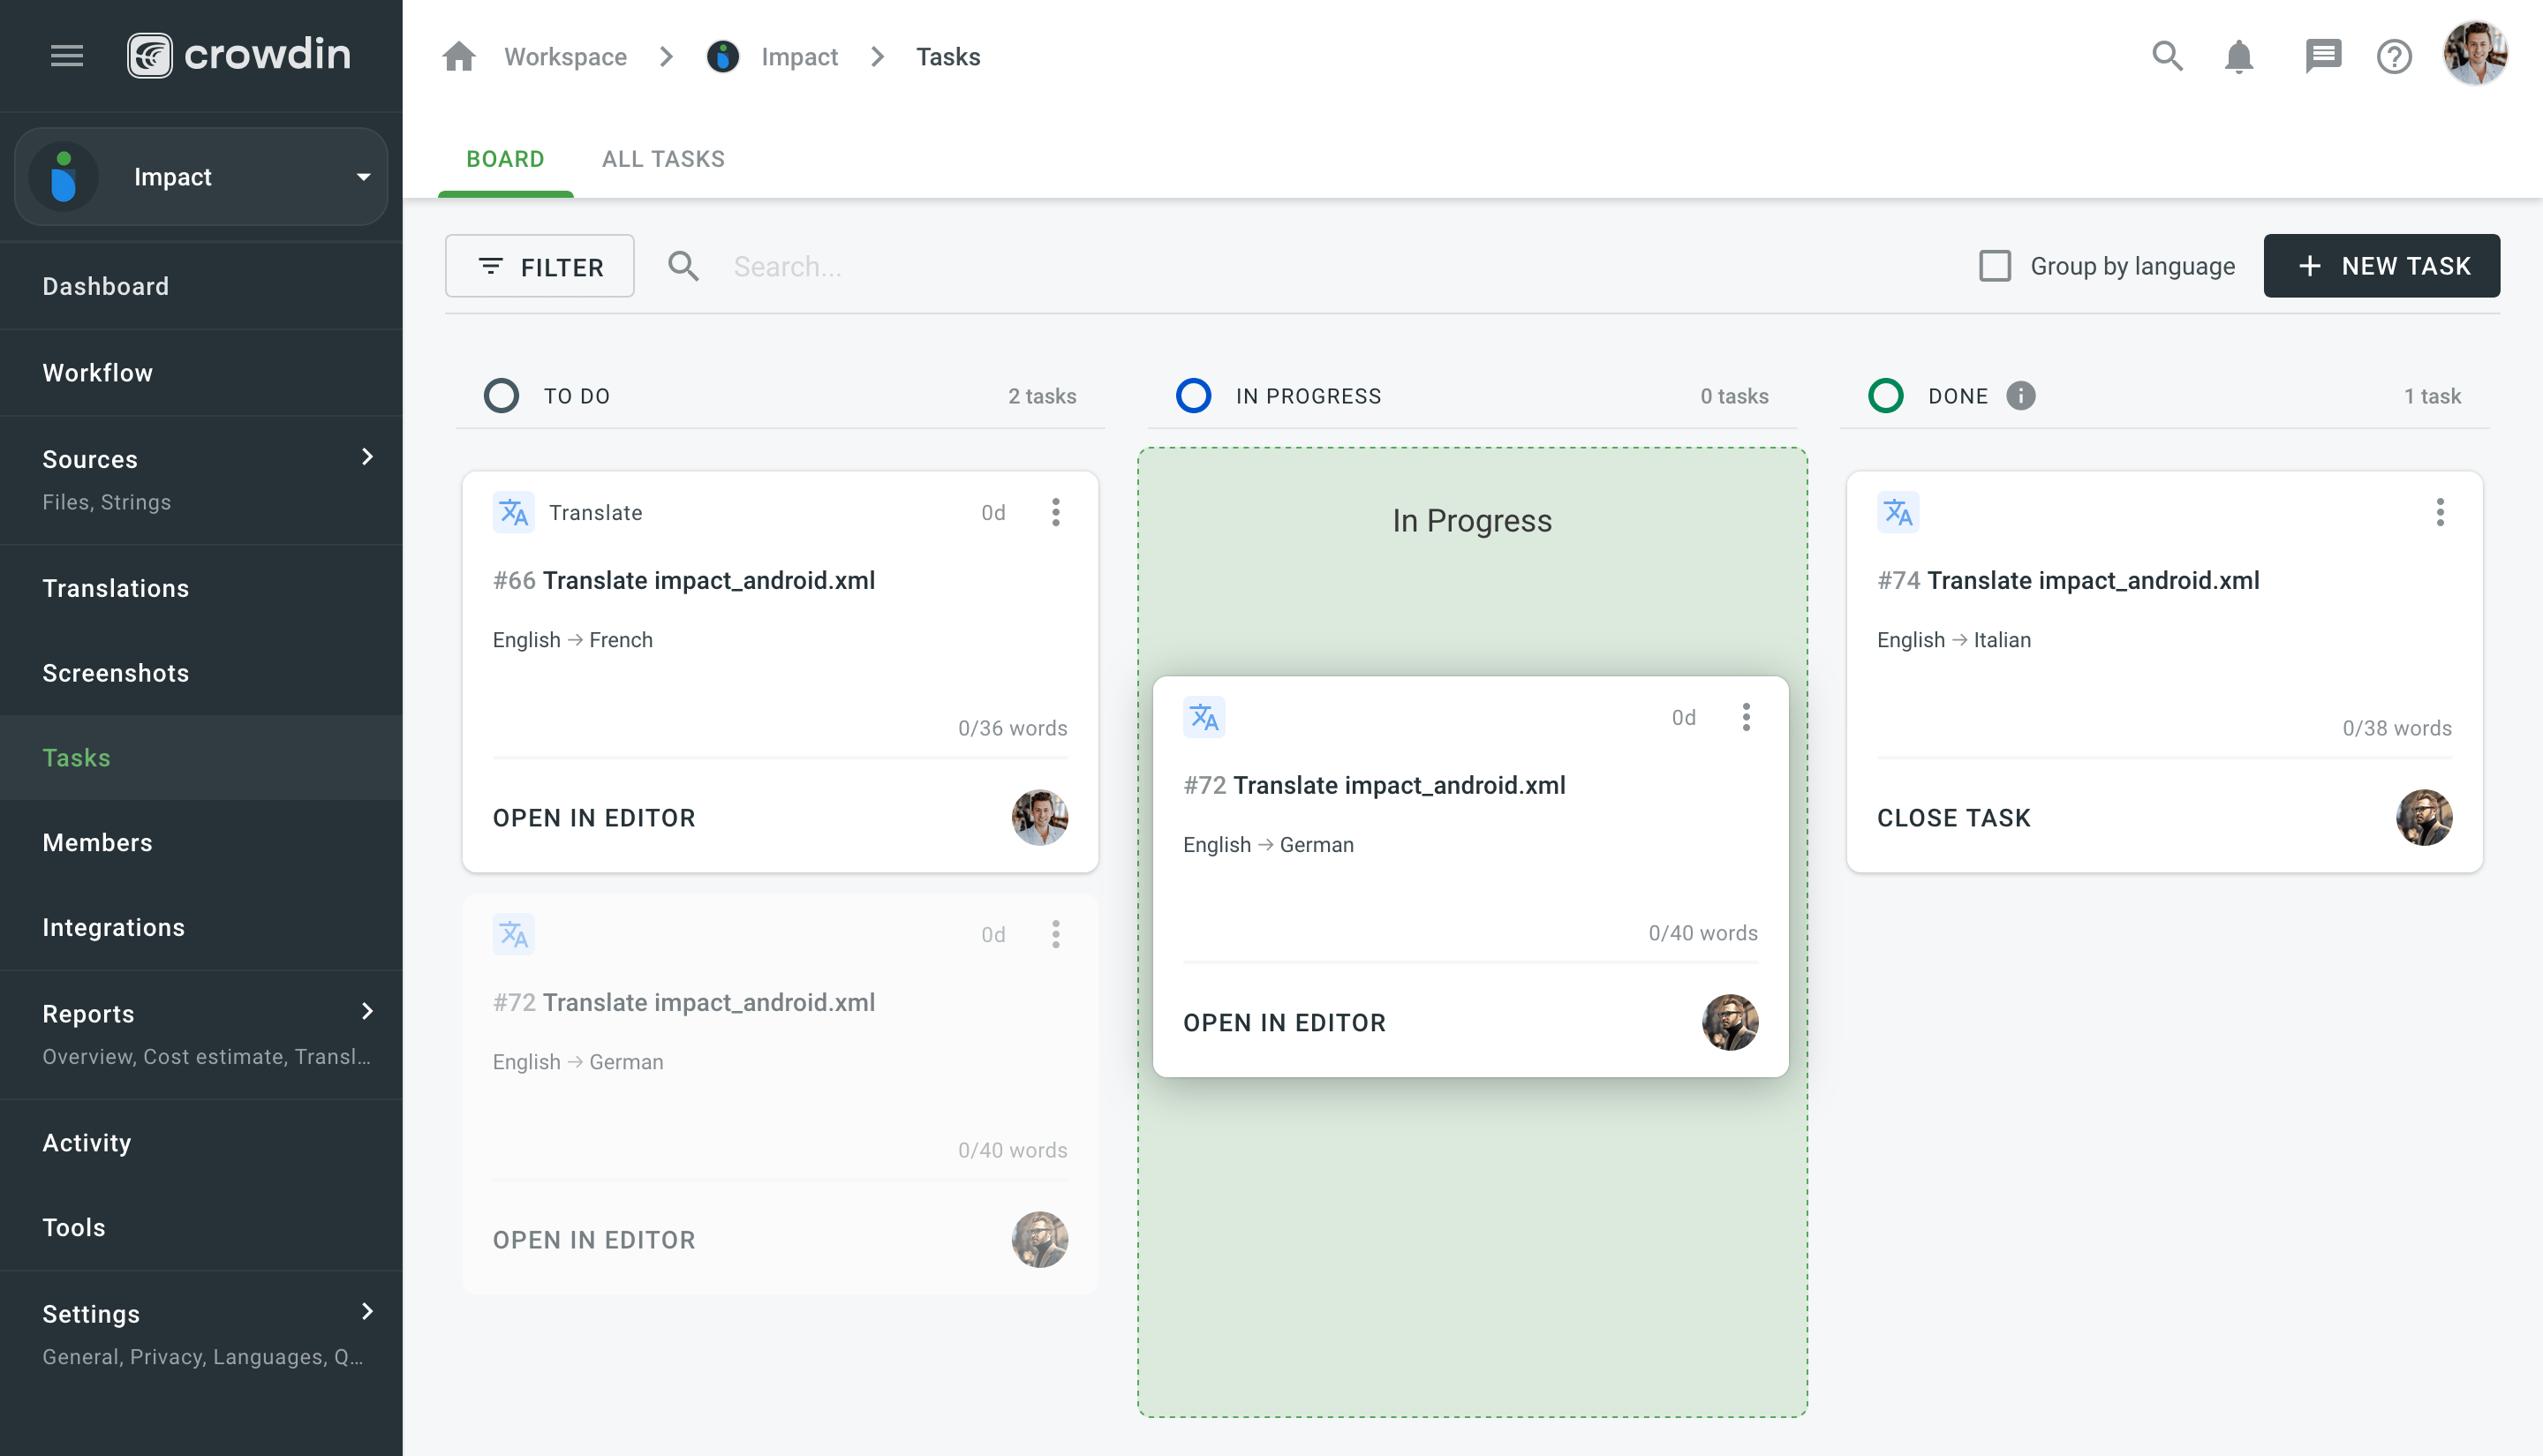 crowdin
Impact
Dashboard
Workflow
Sources
Files, Strings
Translations
Screenshots
Tasks
Members
Integrations
Reports
Overview, Cost estimate, Transl...
Activity
Tools
Settings
General, Privacy, Languages, Q...
Workspace Impact Tasks
BOARD ALL TASKS
FILTER Search... Group by language + NEW TASK
TO DO 2 tasks
Translate 0d
#66 Translate impact_android.xml
English → French
0/36 words
OPEN IN EDITOR
0d
#72 Translate impact_android.xml
English → German
0/40 words
OPEN IN EDITOR
IN PROGRESS 0 tasks
In Progress
0d
#72 Translate impact_android.xml
English → German
0/40 words
OPEN IN EDITOR
DONE 1 task
#74 Translate impact_android.xml
English → Italian
0/38 words
CLOSE TASK